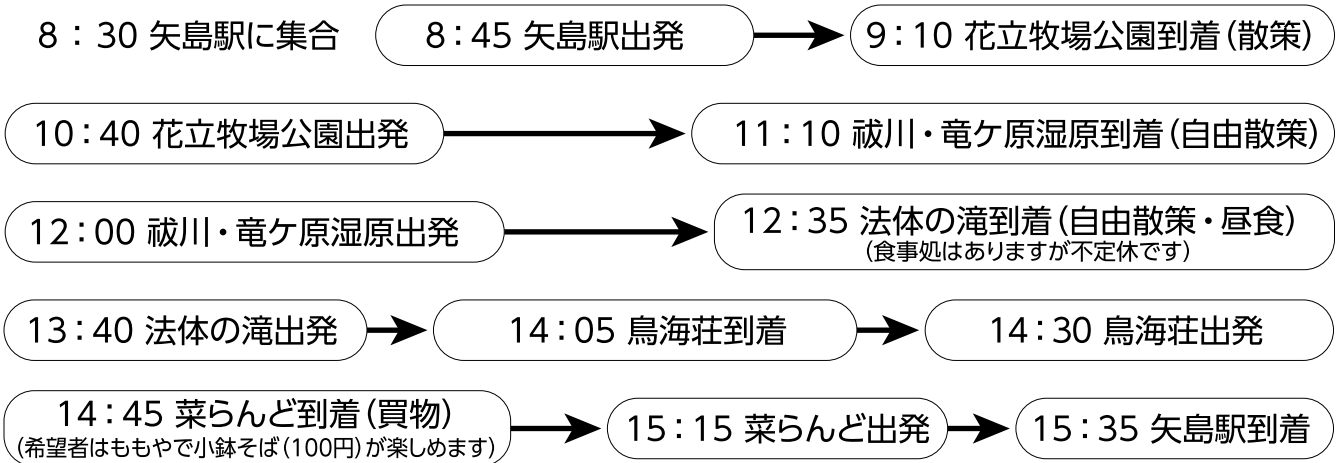 8：30 矢島駅に集合 8：45 矢島駅出発 9：10 花立牧場公園到着（散策）
10：40 花立牧場公園出発 11：10 祓川・竜ケ原湿原到着（自由散策）
12：00 祓川・竜ケ原湿原出発 12：35 法体の滝到着（自由散策・昼食）
（食事処はありますが不定休です）
13：40 法体の滝出発 14：05 鳥海荘到着 14：30 鳥海荘出発
14：45 菜らんど到着（買物） 15：15 菜らんど出発 15：35 矢島駅到着
（希望者はももやで小鉢そば（100円）が楽しめます）